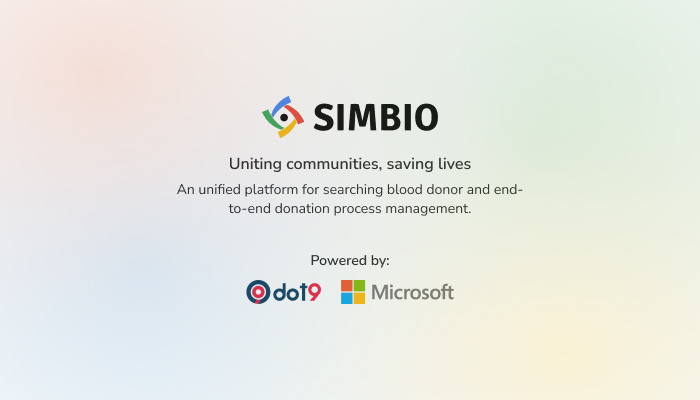 SIMBIO
Uniting communities, saving lives
An unified platform for searching blood donor and end-
to-end donation process management.
Powered by:
dot9 Microsoft